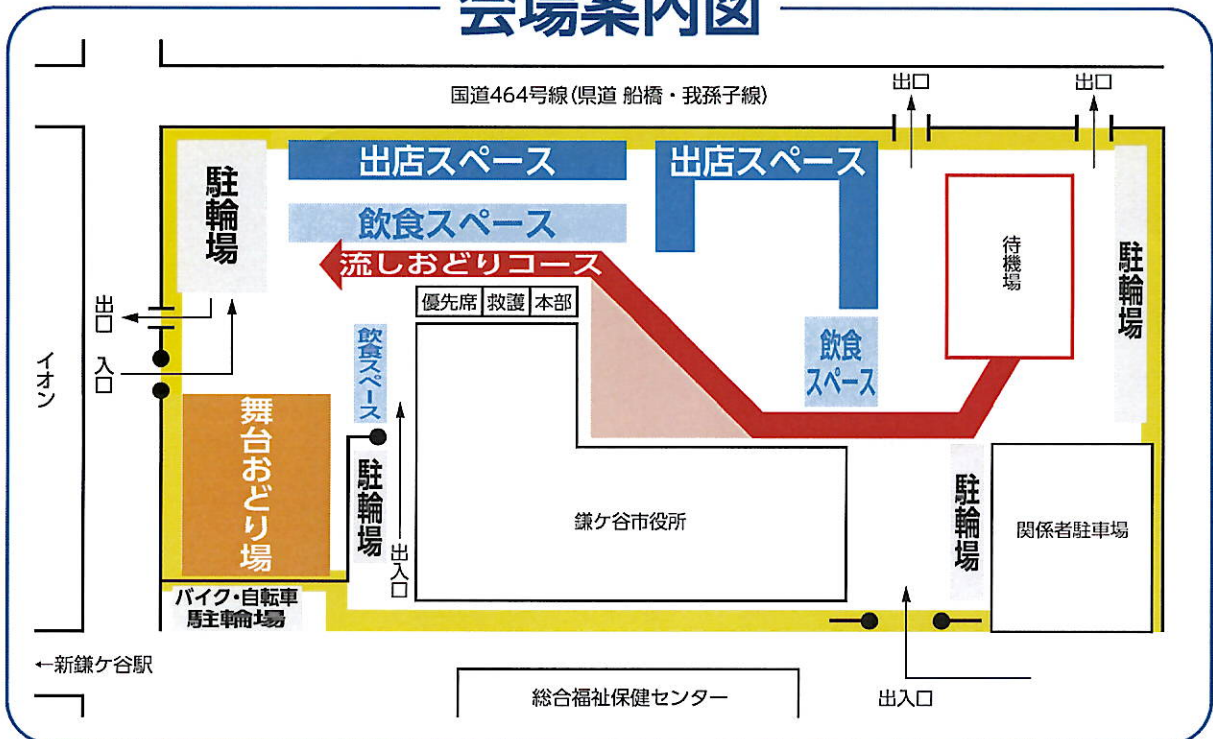 会場案内図
国道464号線(県道 船橋・我孫子線)
出口
出口
駐輪場
出店スペース
出店スペース
飲食スペース
流しおどりコース
待機場
駐輪場
優先席
救護
本部
出口
入口
イオン
飲食スペース
飲食
スペース
舞台おどり場
駐輪場
出入口
鎌ケ谷市役所
駐輪場
関係者駐車場
バイク・自転車
駐輪場
←新鎌ケ谷駅
総合福祉保健センター
出入口